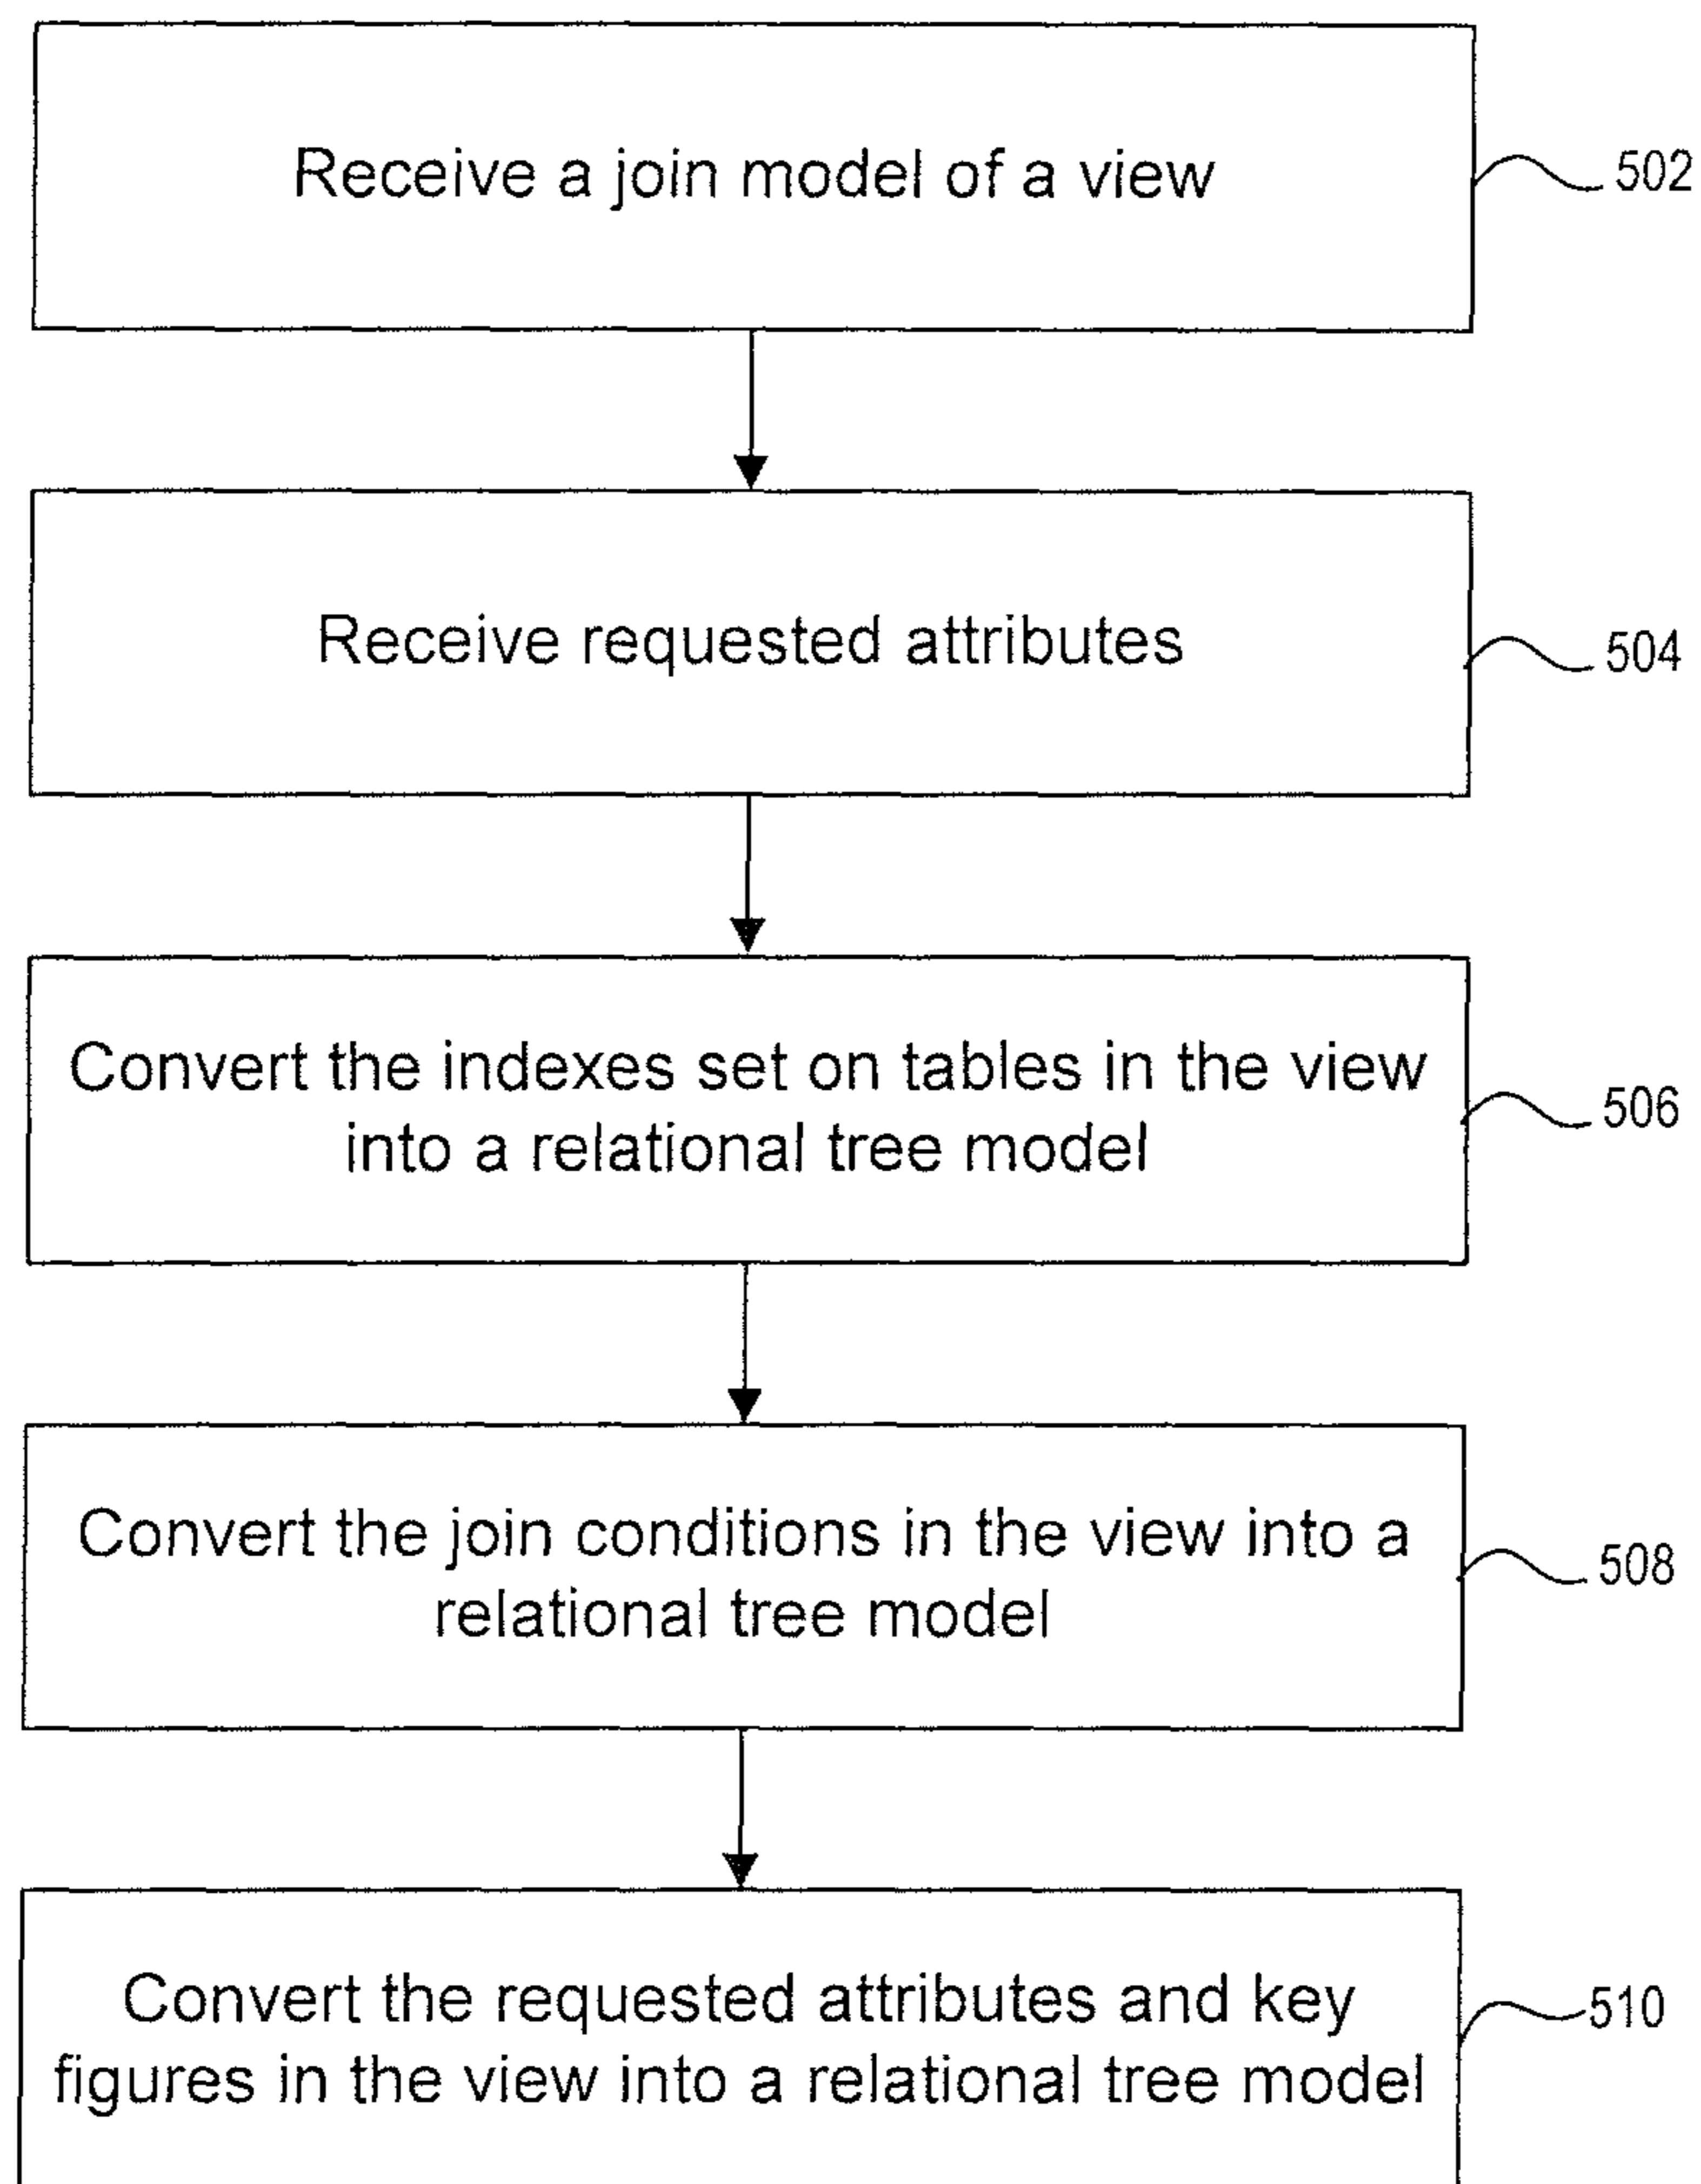 Receive a join model of a view
502
Receive requested attributes
504
Convert the indexes set on tables in the view
into a relational tree model
506
Convert the join conditions in the view into a
relational tree model
508
Convert the requested attributes and key
figures in the view into a relational tree model
510